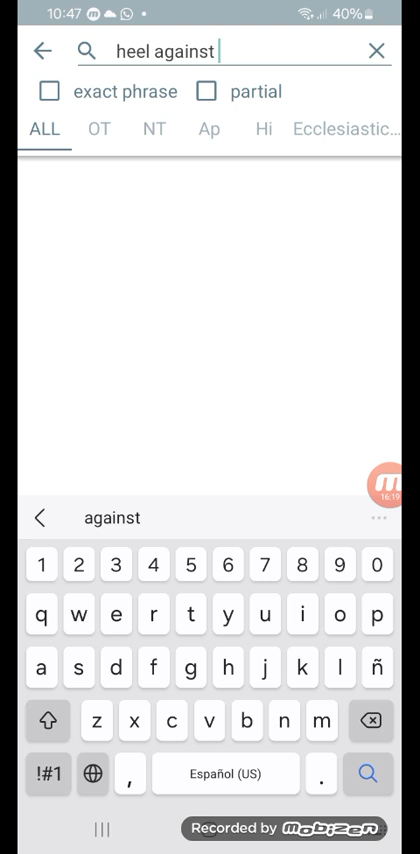 10:47 40%
heel against
exact phrase partial
ALL OT NT Ap Hi Ecclesiastic...
16:19
against
1 2 3 4 5 6 7 8 9 0
q w e r t y u i o p
a s d f g h j k l ñ
z x c v b n m
!#1 , Español (US) .
Recorded by mobizen